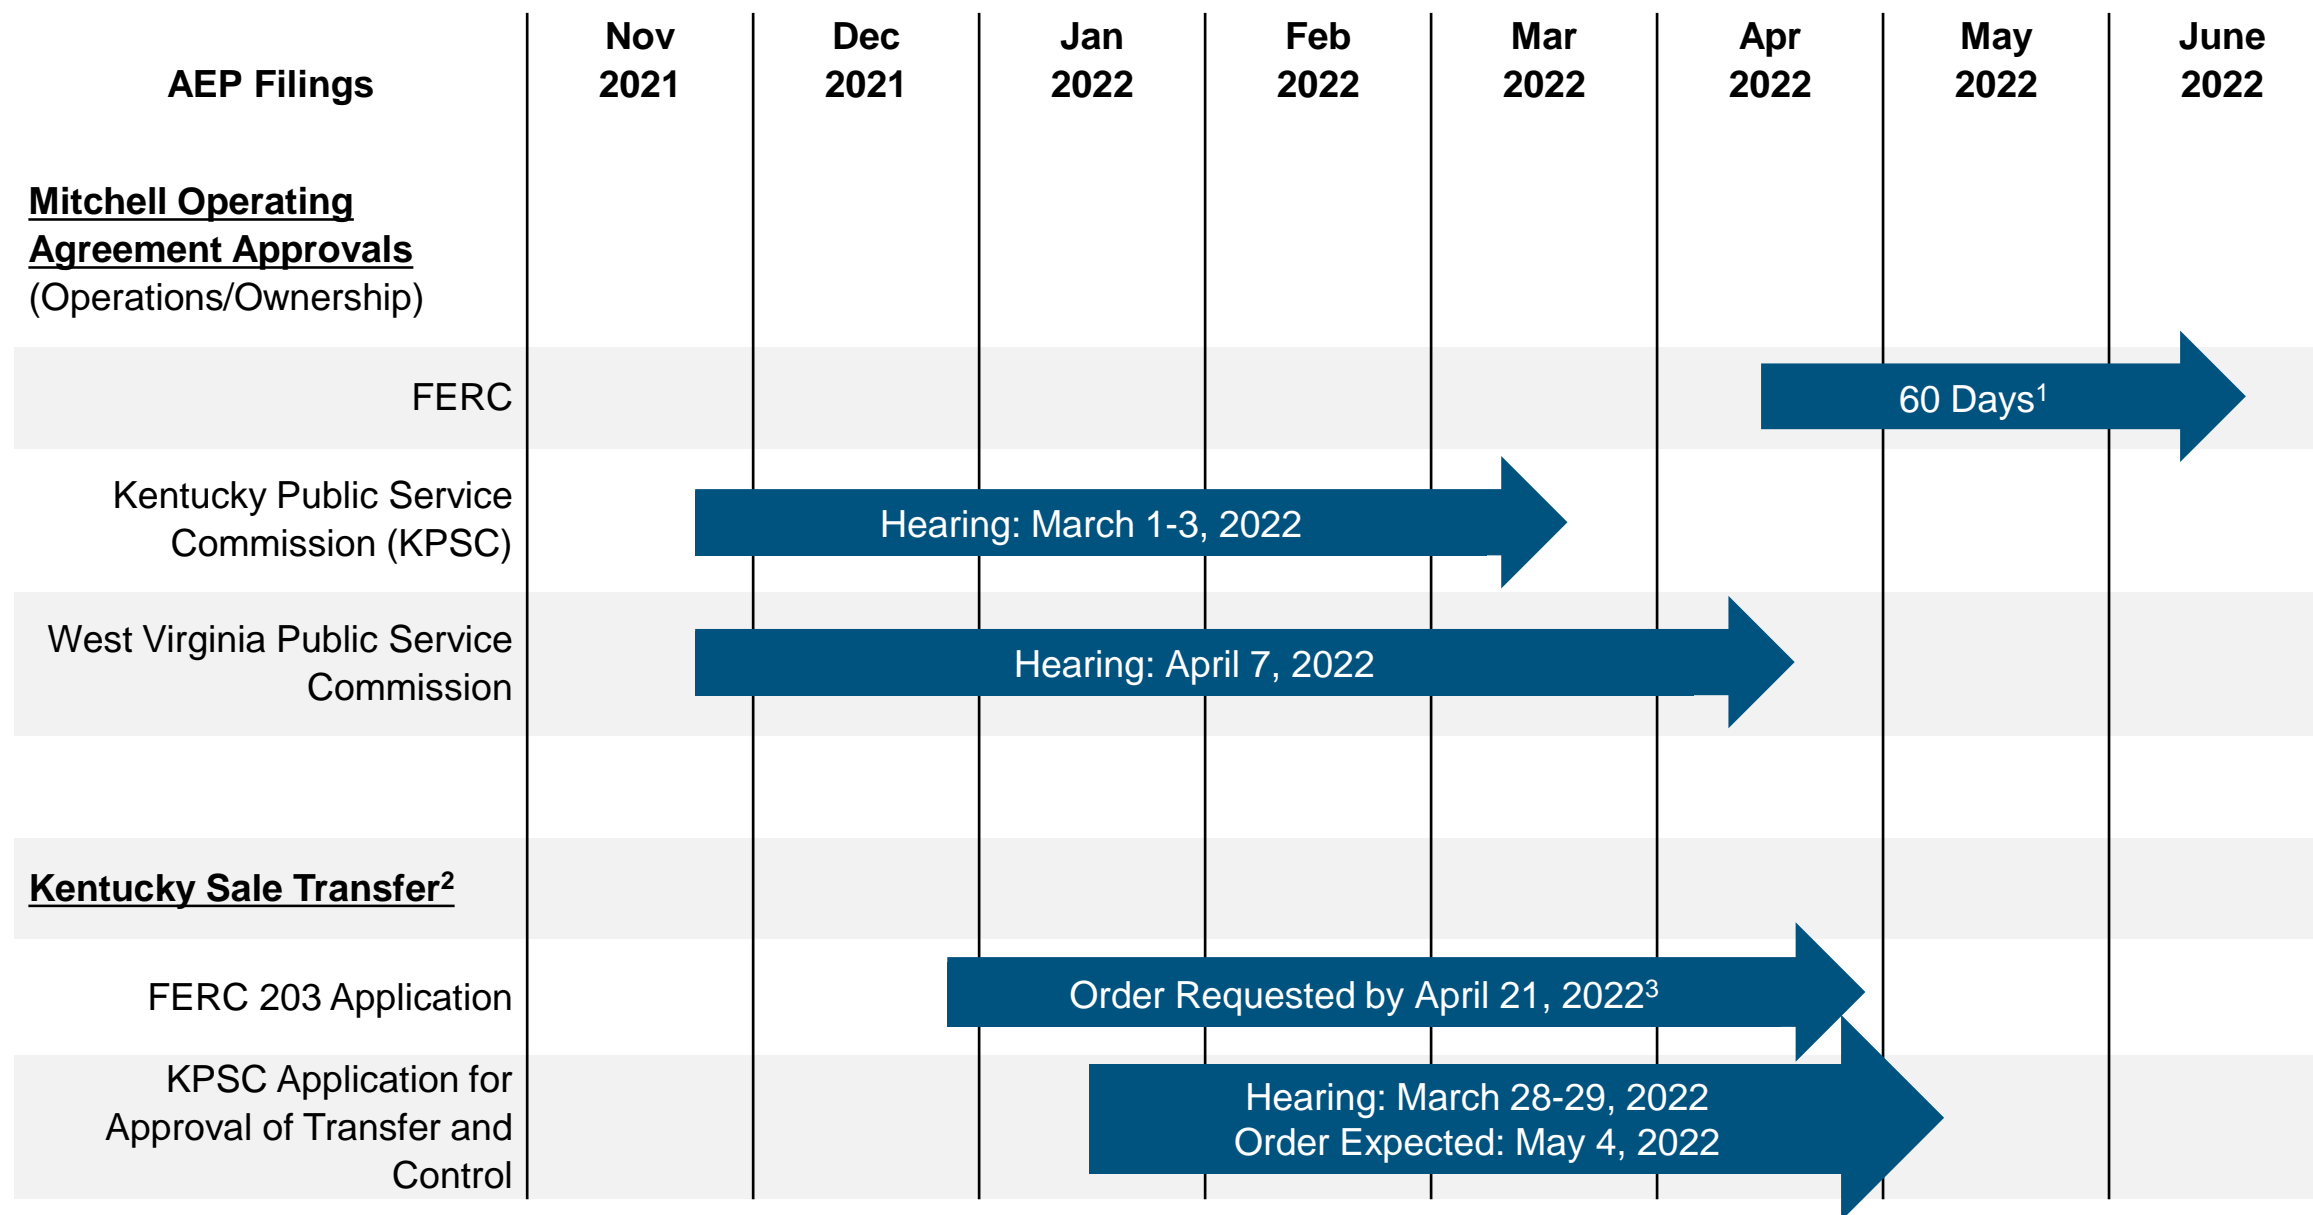 AEP Filings
Nov
2021
Dec
2021
Jan
2022
Feb
2022
Mar
2022
Apr
2022
May
2022
June
2022
Mitchell Operating
Agreement Approvals
(Operations/Ownership)
FERC
60 Days¹
Kentucky Public Service
Commission (KPSC)
Hearing: March 1-3, 2022
West Virginia Public Service
Commission
Hearing: April 7, 2022
Kentucky Sale Transfer²
FERC 203 Application
Order Requested by April 21, 2022³
KPSC Application for
Approval of Transfer and
Control
Hearing: March 28-29, 2022
Order Expected: May 4, 2022